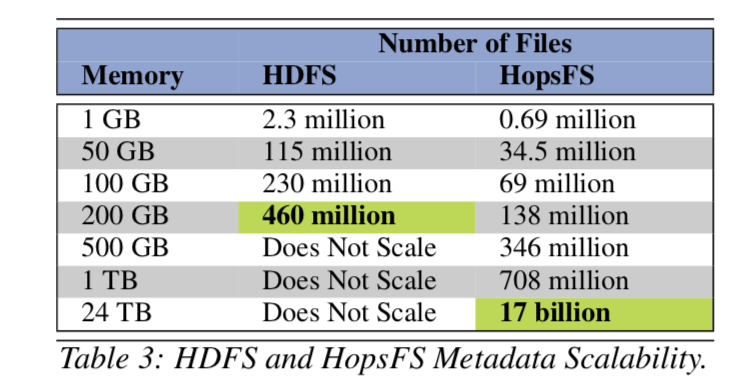 Number of Files
Memory HDFS HopsFS
1 GB 2.3 million 0.69 million
50 GB 115 million 34.5 million
100 GB 230 million 69 million
200 GB 460 million 138 million
500 GB Does Not Scale 346 million
1 TB Does Not Scale 708 million
24 TB Does Not Scale 17 billion
Table 3: HDFS and HopsFS Metadata Scalability.